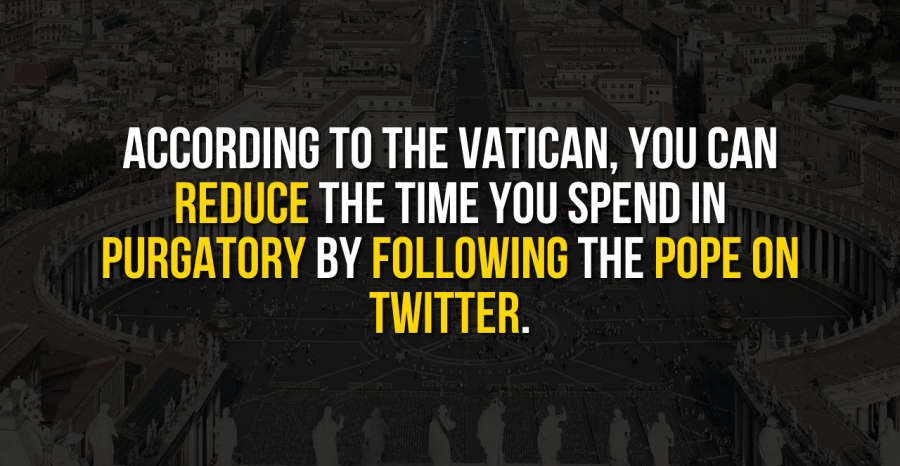 ACCORDING TO THE VATICAN, YOU CAN
REDUCE THE TIME YOU SPEND IN
PURGATORY BY FOLLOWING THE POPE ON
TWITTER.